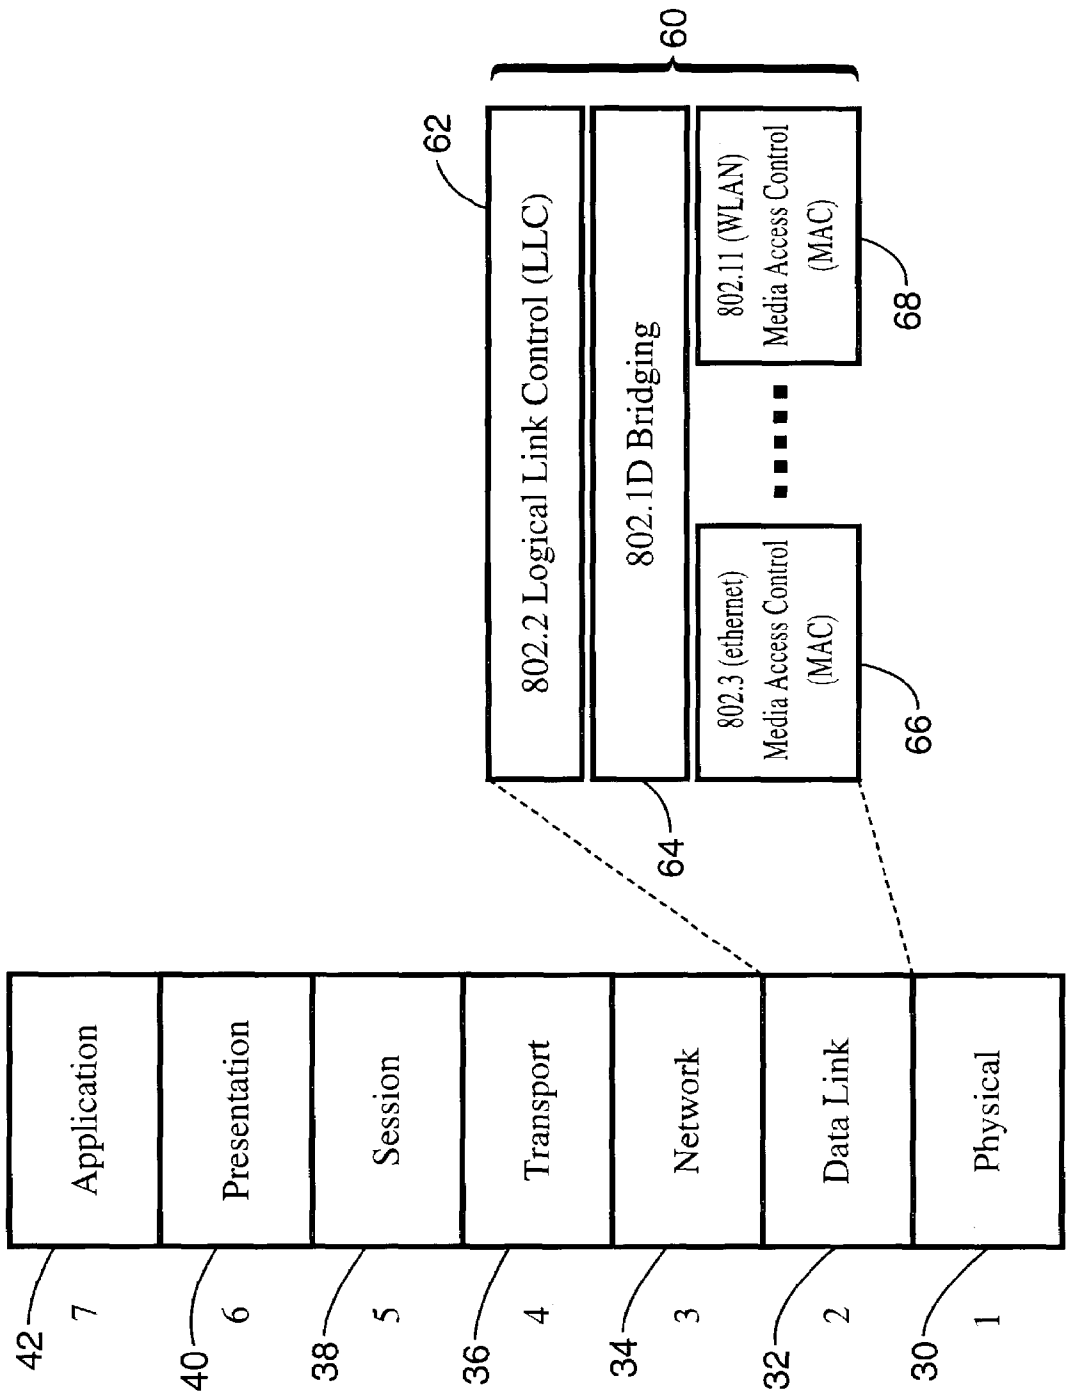 42
7
Application
40
6
Presentation
38
5
Session
36
4
Transport
34
3
Network
32
2
Data Link
30
1
Physical
60
62
802.2 Logical Link Control (LLC)
64
802.1D Bridging
66
802.3 (ethernet)
Media Access Control
(MAC)
68
802.11 (WLAN)
Media Access Control
(MAC)